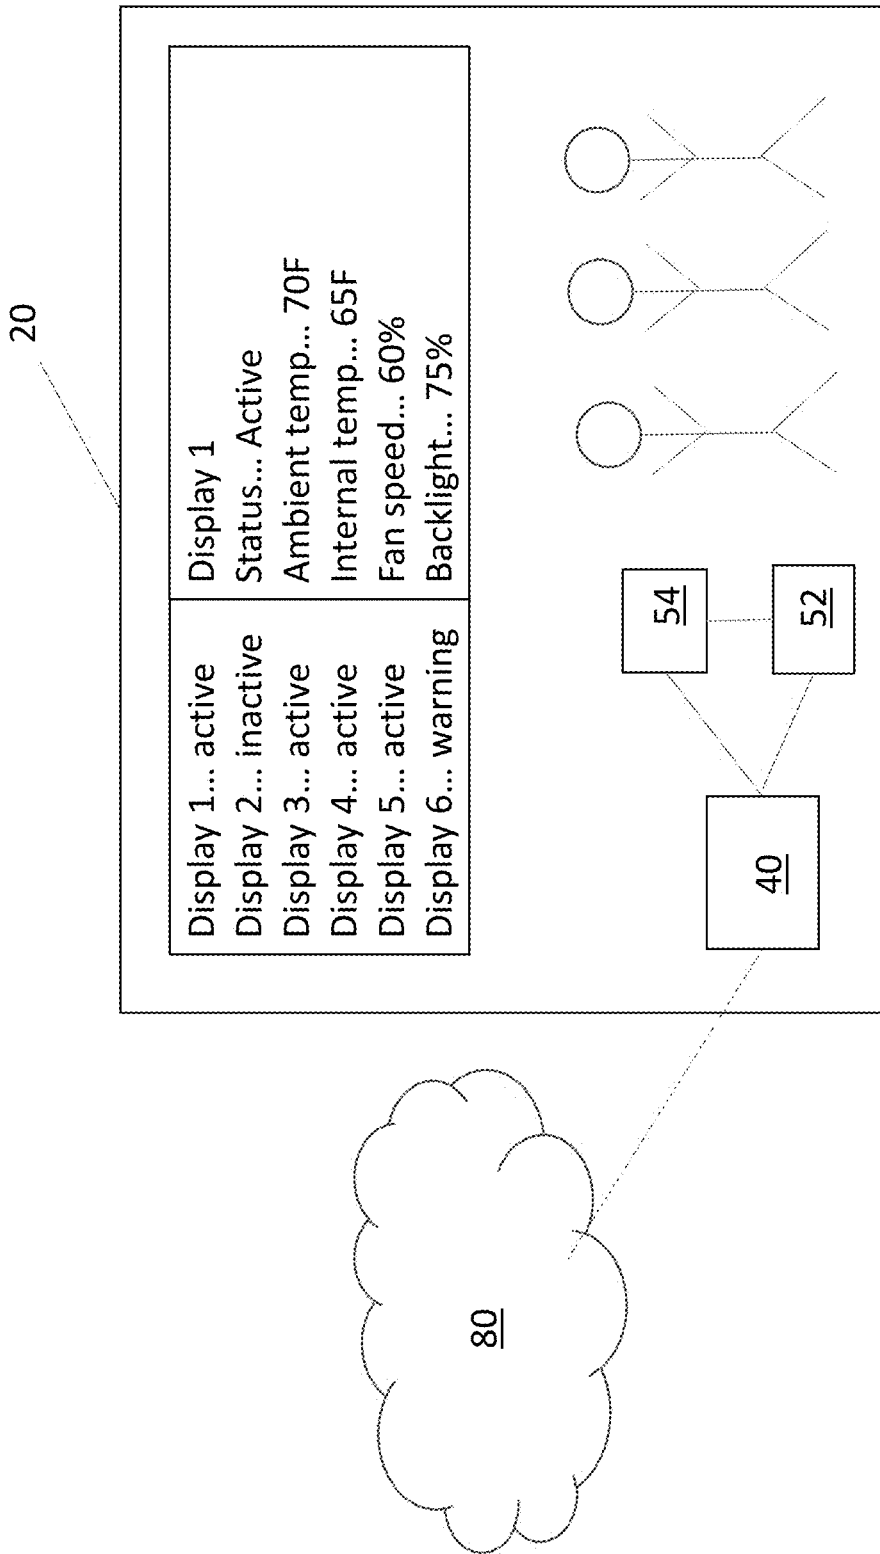 20
Display 1... active
Display 2... inactive
Display 3... active
Display 4... active
Display 5... active
Display 6... warning
Display 1
Status... Active
Ambient temp... 70F
Internal temp... 65F
Fan speed... 60%
Backlight... 75%
80
40
54
52